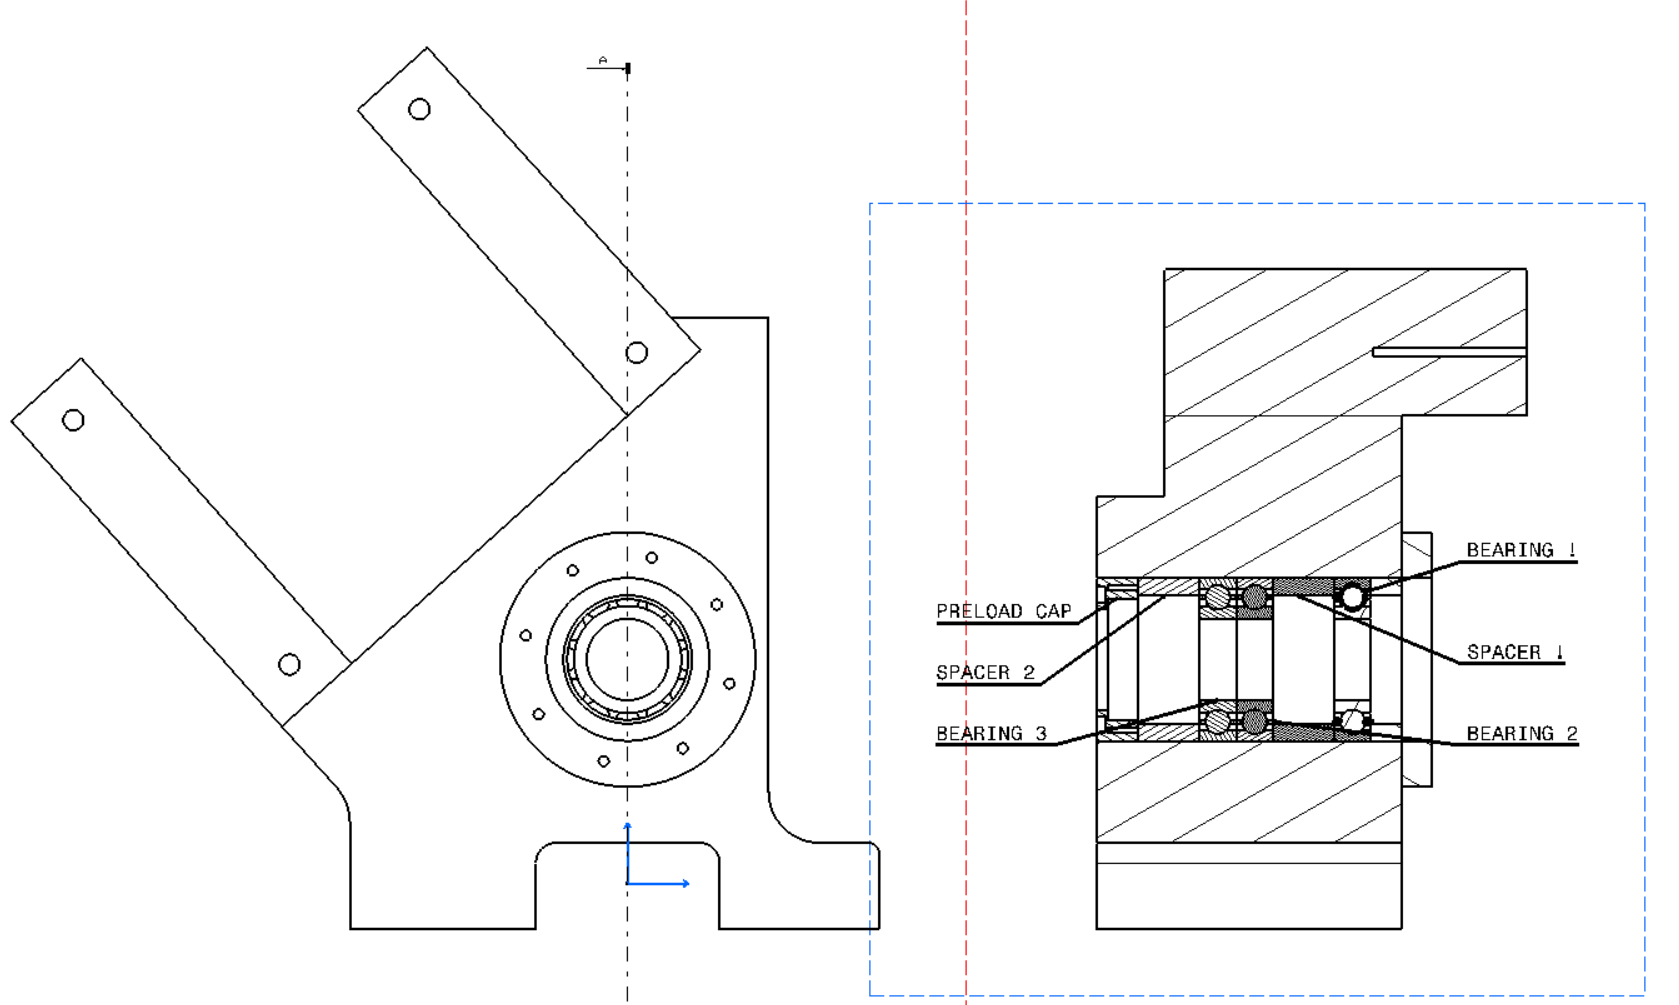 A
BEARING 1
PRELOAD CAP
SPACER 1
SPACER 2
BEARING 3
BEARING 2